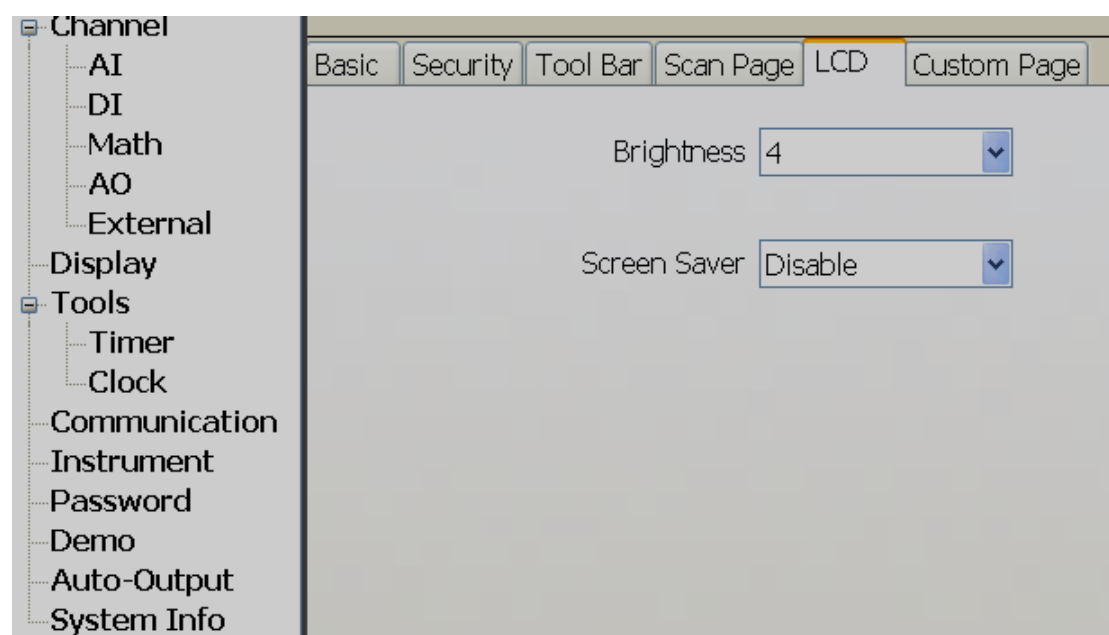 Channel
AI
DI
Math
AO
External
Display
Tools
Timer
Clock
Communication
Instrument
Password
Demo
Auto-Output
System Info
Basic Security Tool Bar Scan Page LCD Custom Page
Brightness 4
Screen Saver Disable